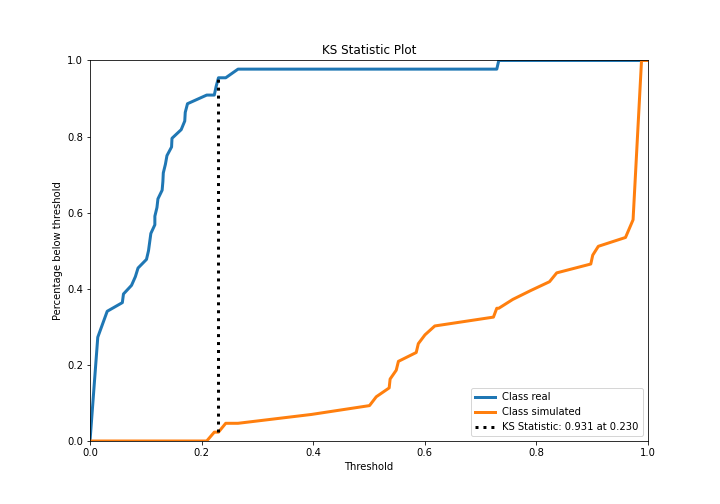 KS Statistic Plot
1.0
0.8
0.6
0.4
0.2
0.0
Percentage below threshold
0.0 0.2 0.4 0.6 0.8 1.0
Threshold
Class real
Class simulated
KS Statistic: 0.931 at 0.230